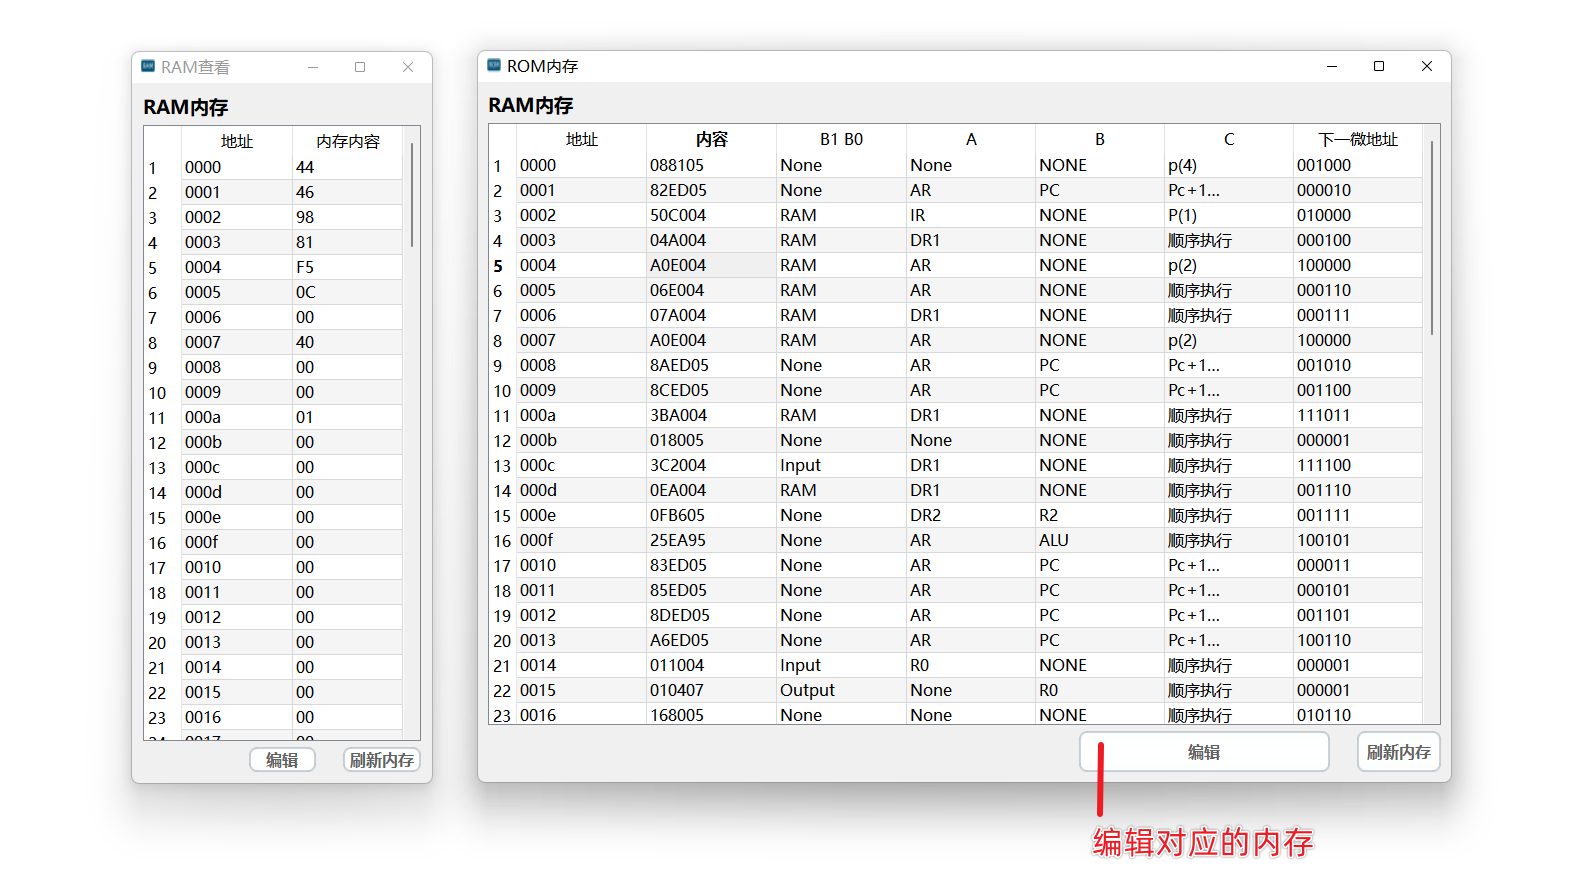 RAM查看
RAM内存
地址 内存内容
1 0000 44
2 0001 46
3 0002 98
4 0003 81
5 0004 F5
6 0005 0C
7 0006 00
8 0007 40
9 0008 00
10 0009 00
11 000a 01
12 000b 00
13 000c 00
14 000d 00
15 000e 00
16 000f 00
17 0010 00
18 0011 00
19 0012 00
20 0013 00
21 0014 00
22 0015 00
23 0016 00
24 0017 00
编辑 刷新内存
ROM内存
RAM内存
地址 内容 B1 B0 A B C 下一微地址
1 0000 088105 None None NONE p(4) 001000
2 0001 82ED05 None AR PC Pc+1... 000010
3 0002 50C004 RAM IR NONE P(1) 010000
4 0003 04A004 RAM DR1 NONE 顺序执行 000100
5 0004 A0E004 RAM AR NONE p(2) 100000
6 0005 06E004 RAM AR NONE 顺序执行 000110
7 0006 07A004 RAM DR1 NONE 顺序执行 000111
8 0007 A0E004 RAM AR NONE p(2) 100000
9 0008 8AED05 None AR PC Pc+1... 001010
10 0009 8CED05 None AR PC Pc+1... 001100
11 000a 3BA004 RAM DR1 NONE 顺序执行 111011
12 000b 018005 None None NONE 顺序执行 000001
13 000c 3C2004 Input DR1 NONE 顺序执行 111100
14 000d 0EA004 RAM DR1 NONE 顺序执行 001110
15 000e 0FB605 None DR2 R2 顺序执行 001111
16 000f 25EA95 None AR ALU 顺序执行 100101
17 0010 83ED05 None AR PC Pc+1... 000011
18 0011 85ED05 None AR PC Pc+1... 000101
19 0012 8DED05 None AR PC Pc+1... 001101
20 0013 A6ED05 None AR PC Pc+1... 100110
21 0014 011004 Input R0 NONE 顺序执行 000001
22 0015 010407 Output None R0 顺序执行 000001
23 0016 168005 None None NONE 顺序执行 010110
编辑 刷新内存
编辑对应的内存